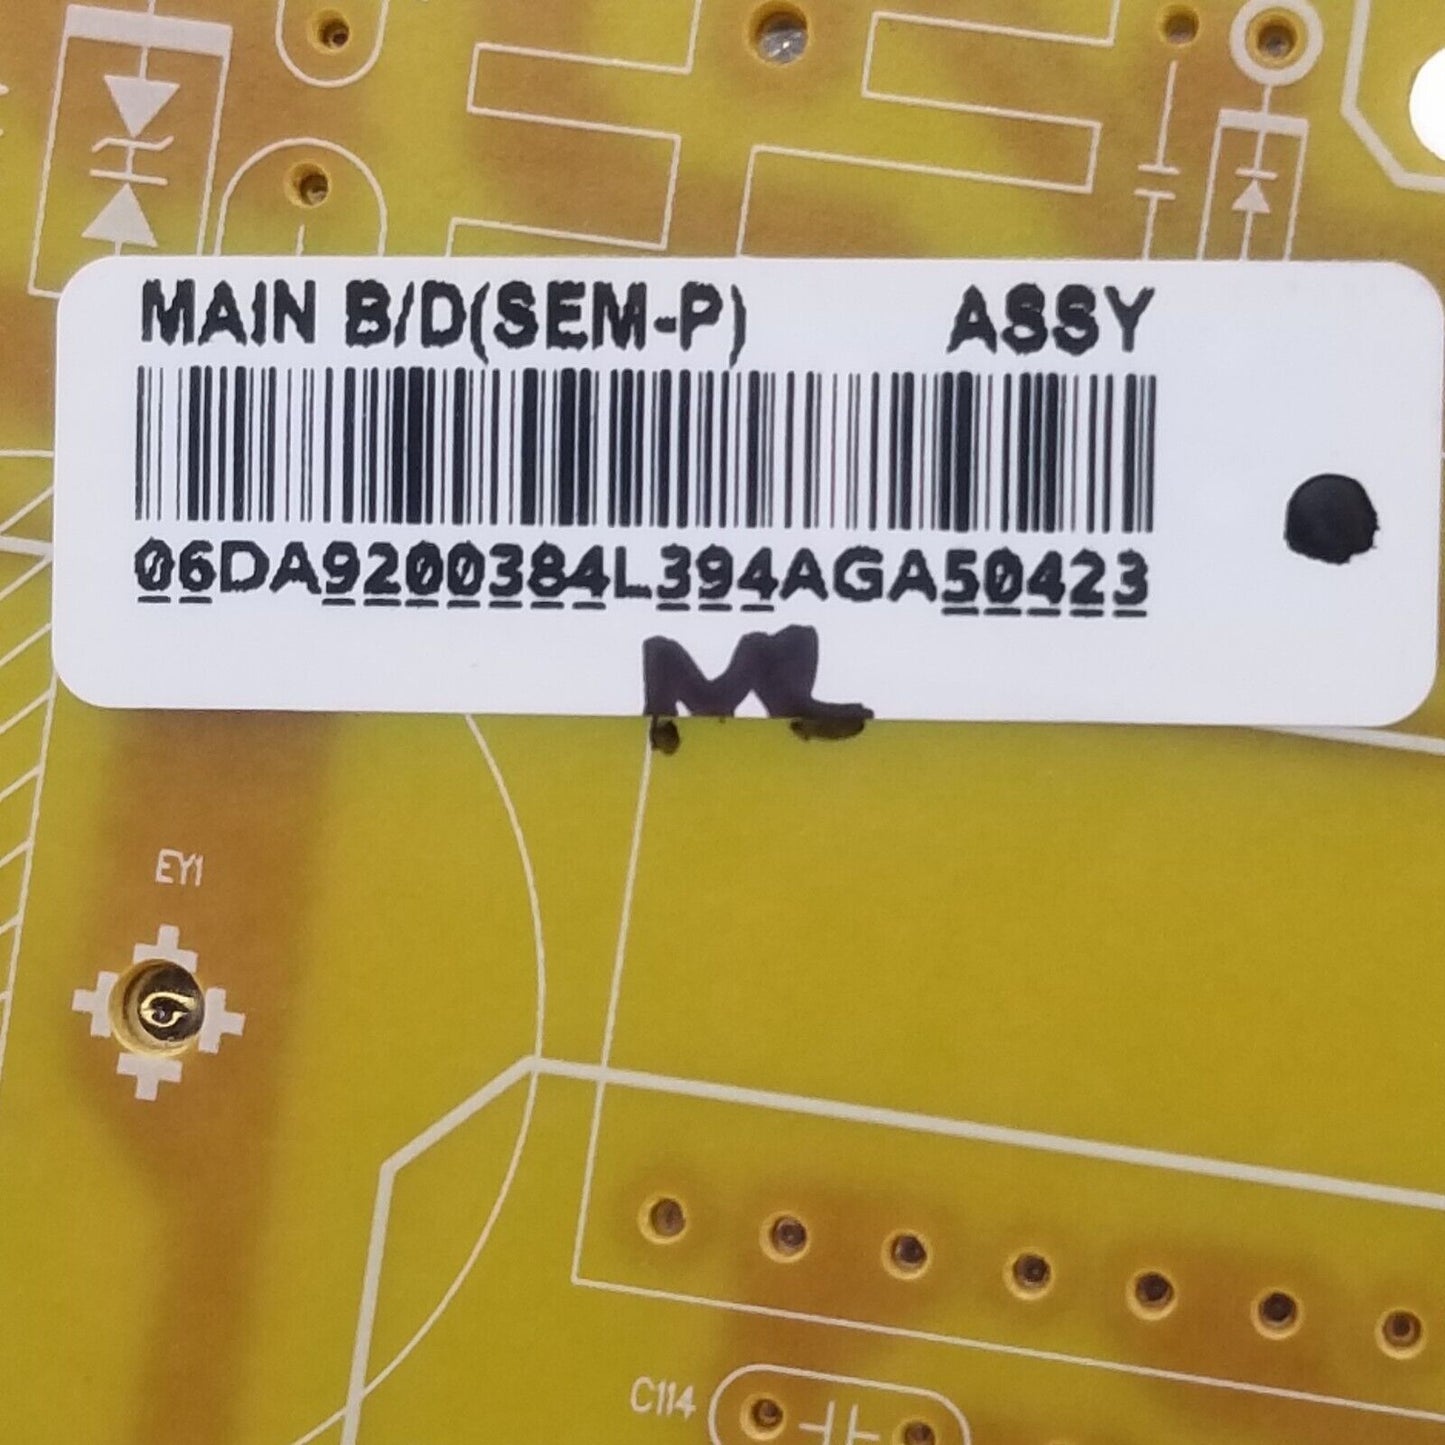 MAIN B/D(SEM-P) ASSY
06DA9200384L394AGA50423
ML
EY1
C114